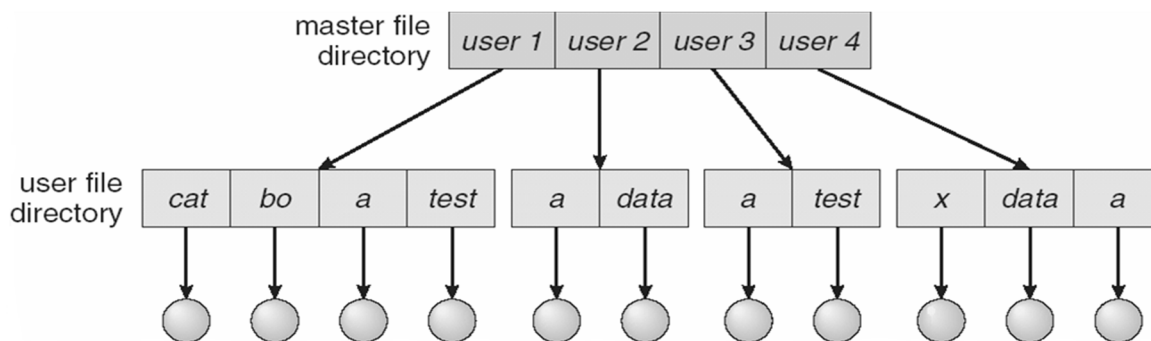 master file
directory
user 1 user 2 user 3 user 4
user file
directory
cat bo a test a data a test x data a